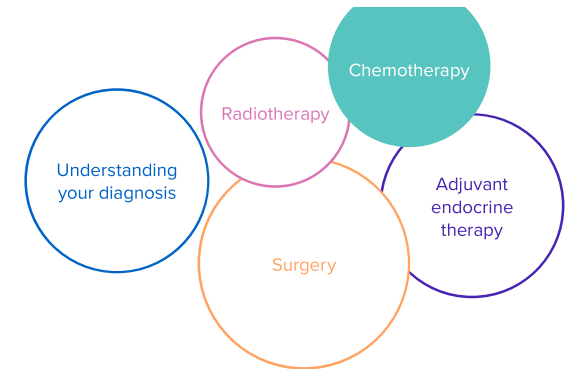 Chemotherapy
Radiotherapy
Understanding
your diagnosis
Adjuvant
endocrine
therapy
Surgery